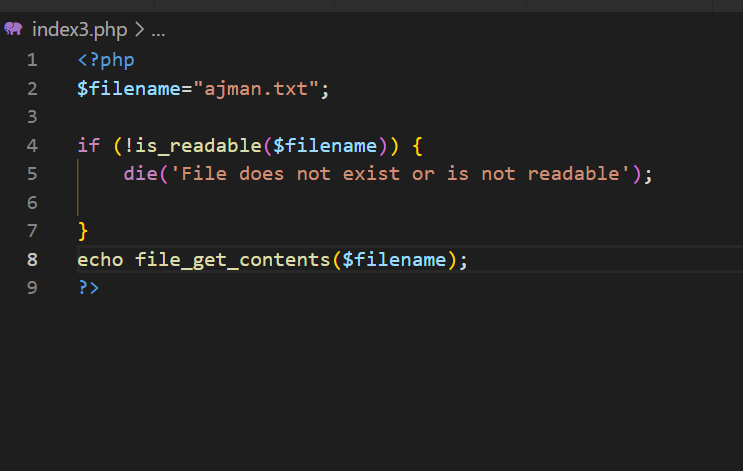 index3.php > ...
1 <?php
2 $filename="ajman.txt";
3
4 if (!is_readable($filename)) {
5     die('File does not exist or is not readable');
6
7 }
8 echo file_get_contents($filename);
9 ?>